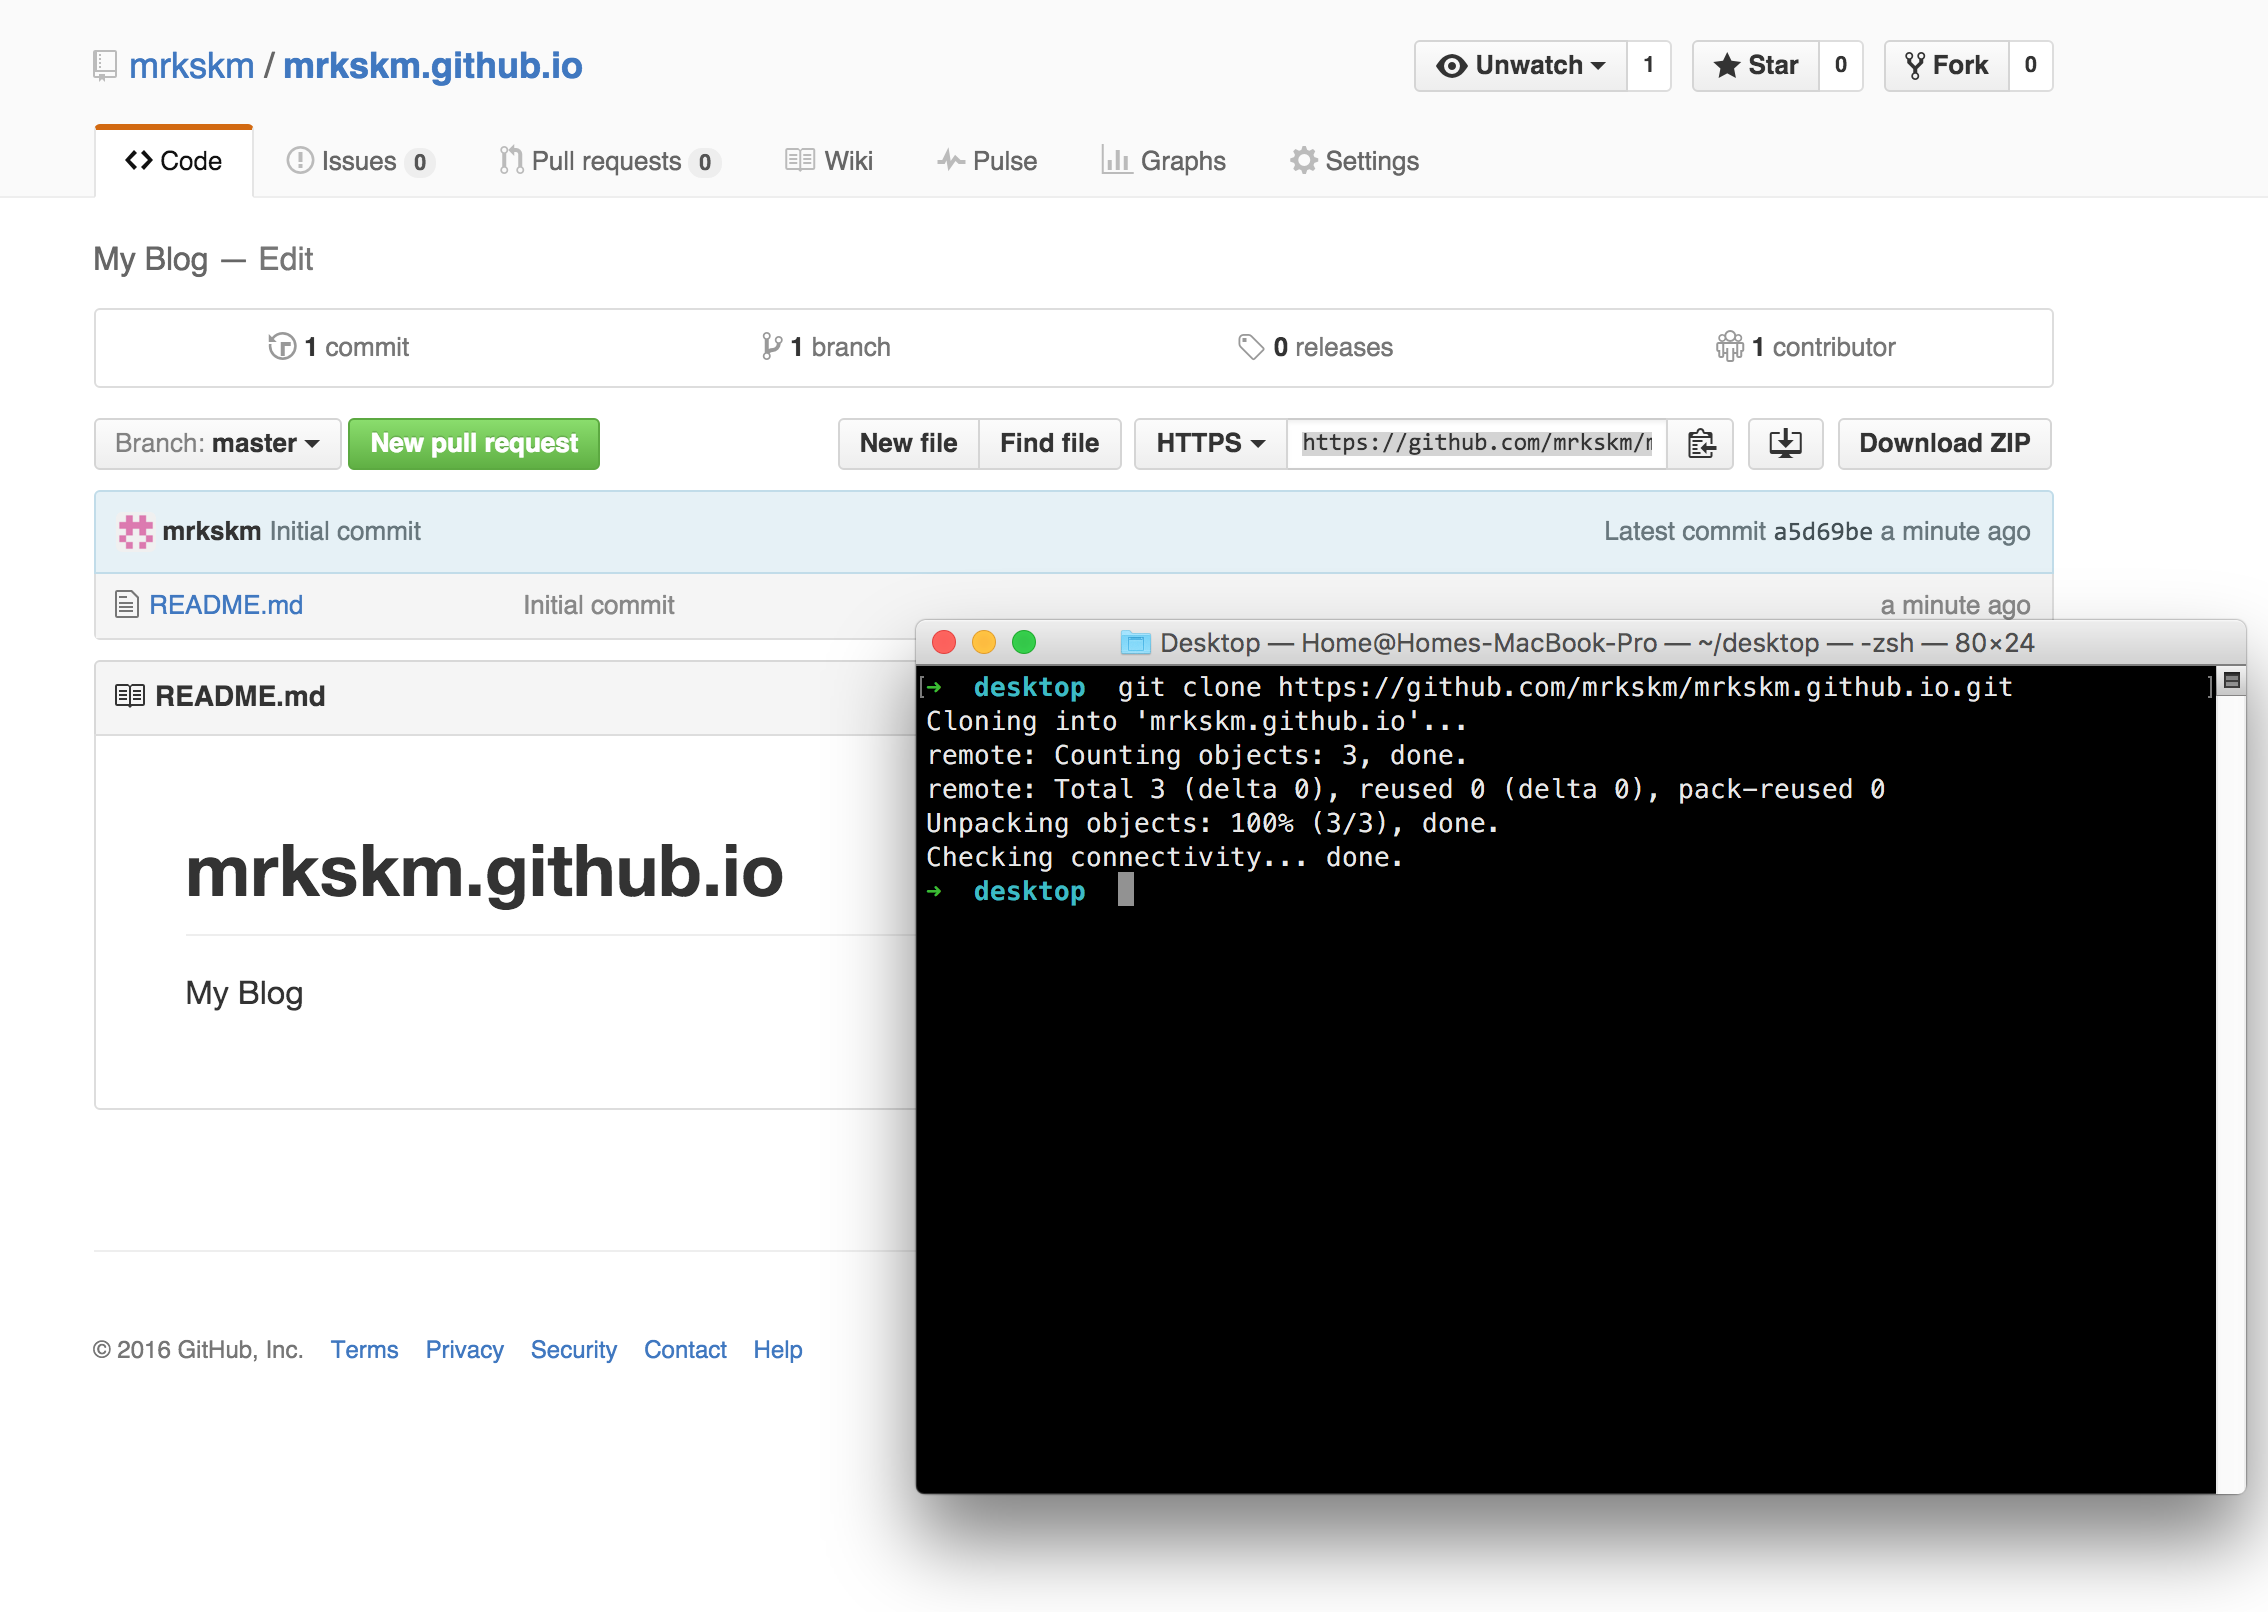 mrkskm / mrkskm.github.io
Unwatch 1 Star 0 Fork 0
Code Issues 0 Pull requests 0 Wiki Pulse Graphs Settings
My Blog — Edit
1 commit 1 branch 0 releases 1 contributor
Branch: master New pull request New file Find file HTTPS https://github.com/mrkskm/m Download ZIP
mrkskm Initial commit Latest commit a5d69be a minute ago
README.md Initial commit a minute ago
README.md
mrkskm.github.io
My Blog
© 2016 GitHub, Inc. Terms Privacy Security Contact Help
Desktop — Home@Homes-MacBook-Pro — ~/desktop — -zsh — 80×24
[➜ desktop git clone https://github.com/mrkskm/mrkskm.github.io.git ]
Cloning into 'mrkskm.github.io'...
remote: Counting objects: 3, done.
remote: Total 3 (delta 0), reused 0 (delta 0), pack-reused 0
Unpacking objects: 100% (3/3), done.
Checking connectivity... done.
➜ desktop